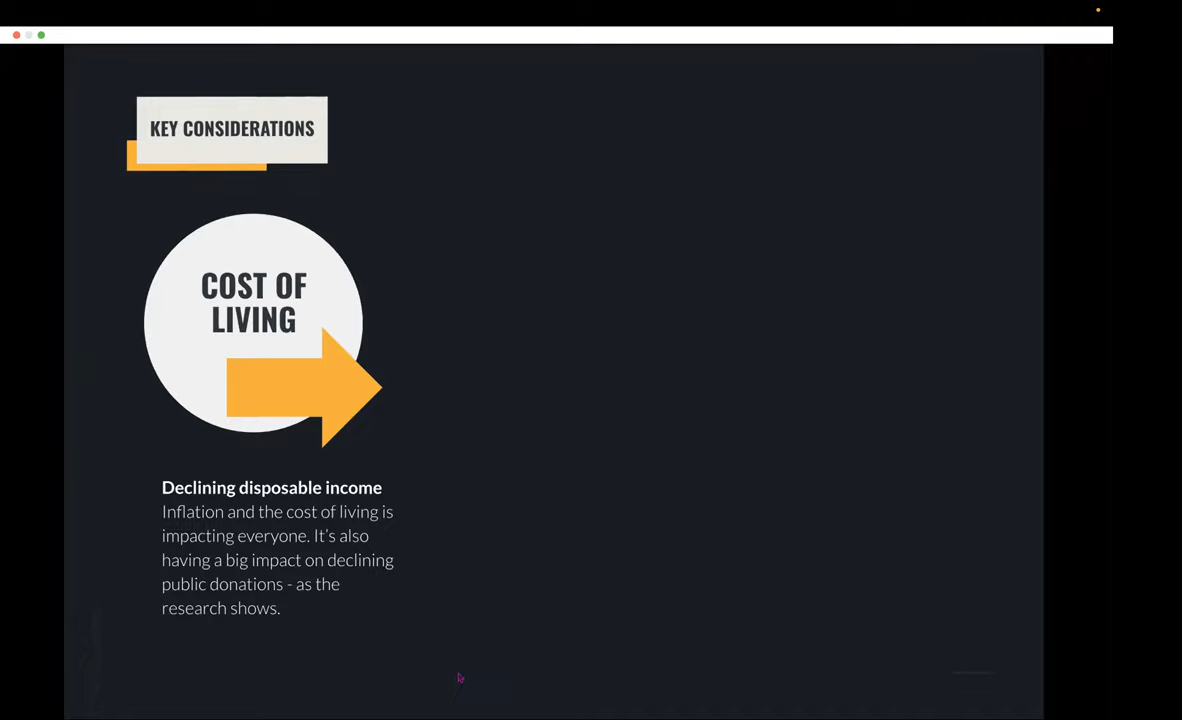 KEY CONSIDERATIONS
COST OF
LIVING
Declining disposable income
Inflation and the cost of living is
impacting everyone. It’s also
having a big impact on declining
public donations - as the
research shows.